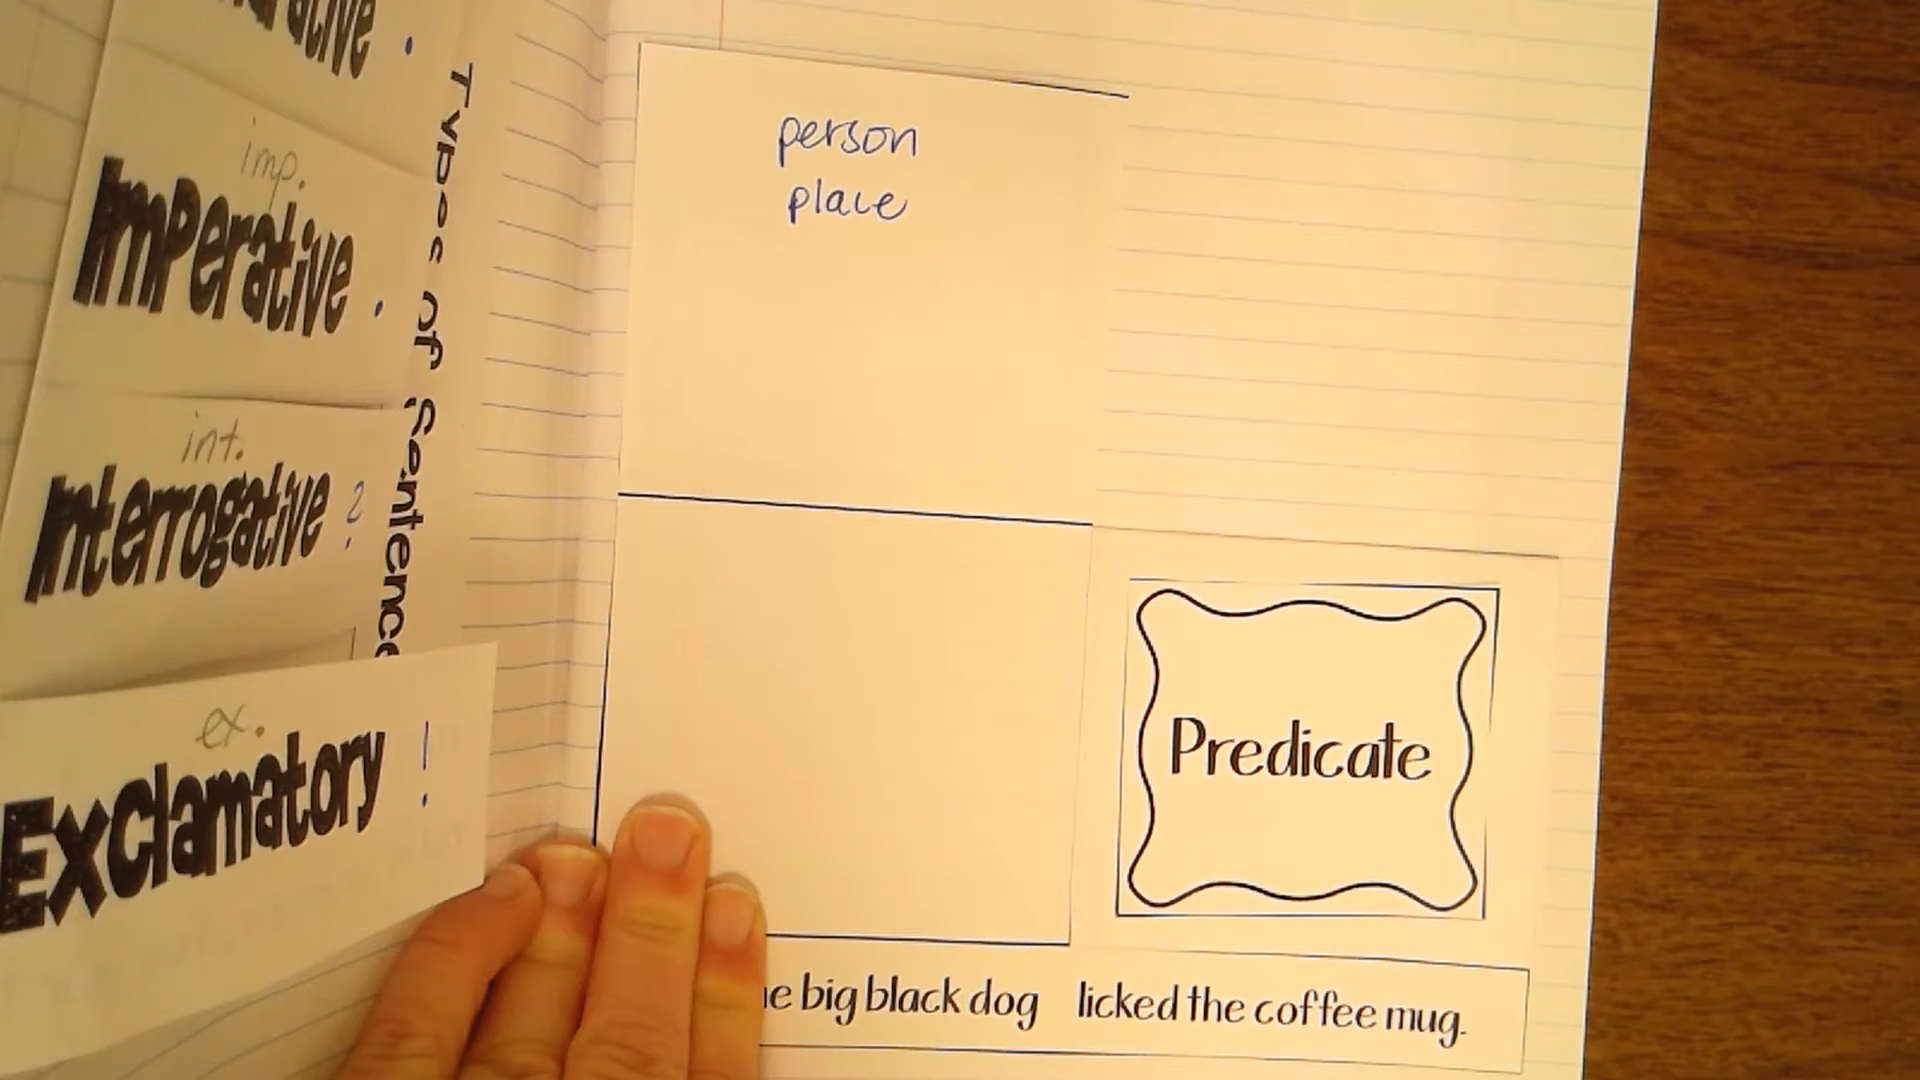 imp.
Imperative .
int.
Interrogative ?
ex.
Exclamatory !
Types of Sentence
person
place
Predicate
big black dog licked the coffee mug.